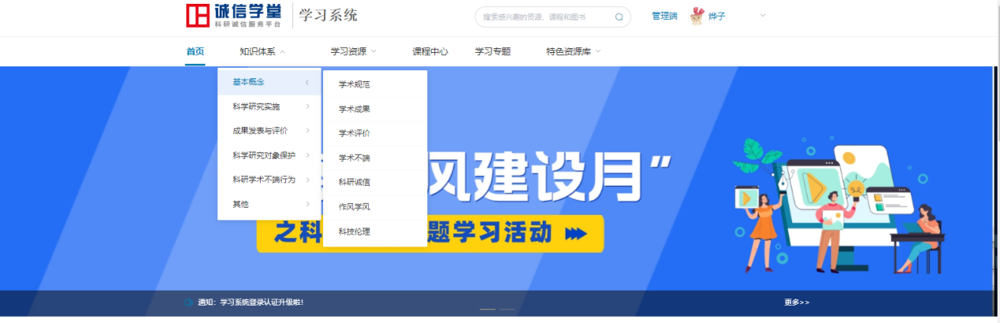 诚信学堂
科研诚信服务平台
学习系统
搜索感兴趣的资源、课程和图书
管理端
烨子
首页
知识体系
学习资源
课程中心
学习专题
特色资源库
基本概念
科学研究实施
成果发表与评价
科学研究对象保护
科研学术不端行为
其他
学术规范
学术成果
学术评价
学术不端
科研诚信
作风学风
科技伦理
风建设月”
之科
题学习活动
通知：学习系统登录认证升级啦！
更多>>